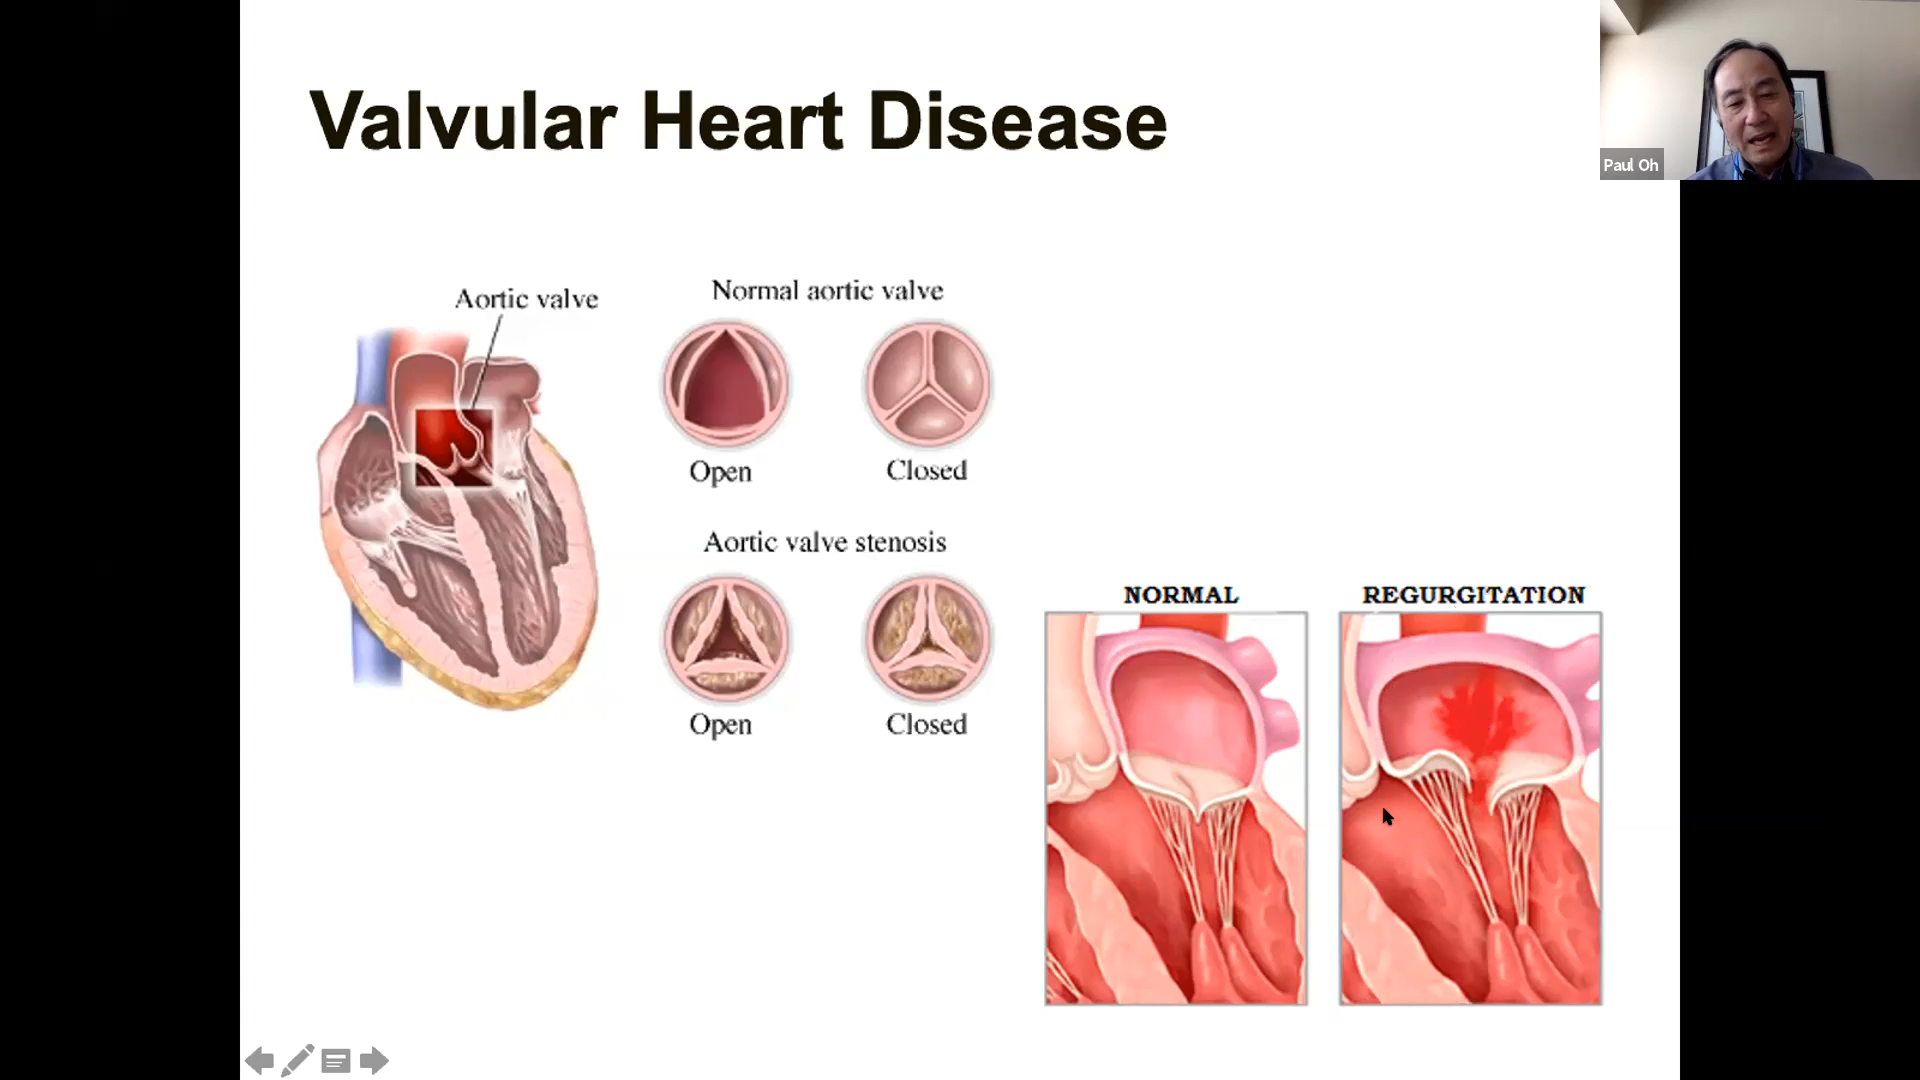 Valvular Heart Disease
Paul Oh
Aortic valve
Normal aortic valve
Open
Closed
Aortic valve stenosis
Open
Closed
NORMAL
REGURGITATION